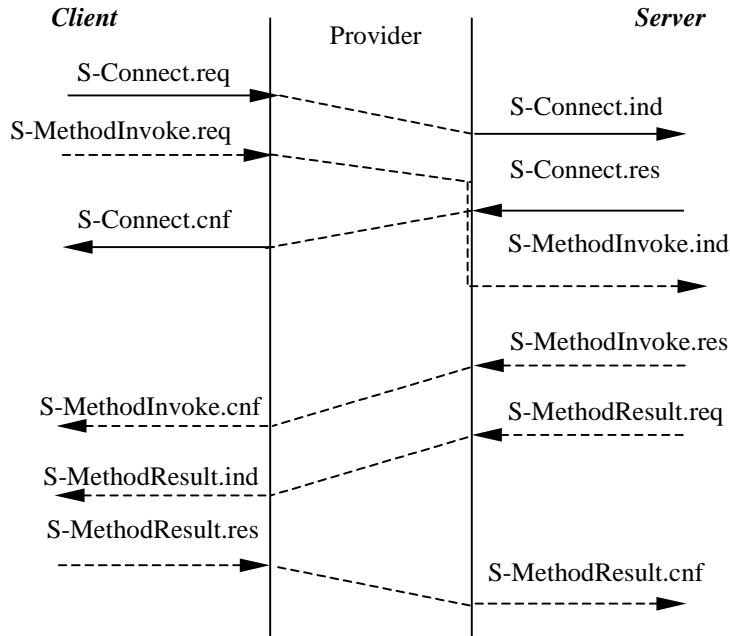 Client
Provider
Server
S-Connect.req
S-Connect.ind
S-MethodInvoke.req
S-Connect.res
S-Connect.cnf
S-MethodInvoke.ind
S-MethodInvoke.res
S-MethodInvoke.cnf
S-MethodResult.req
S-MethodResult.ind
S-MethodResult.res
S-MethodResult.cnf